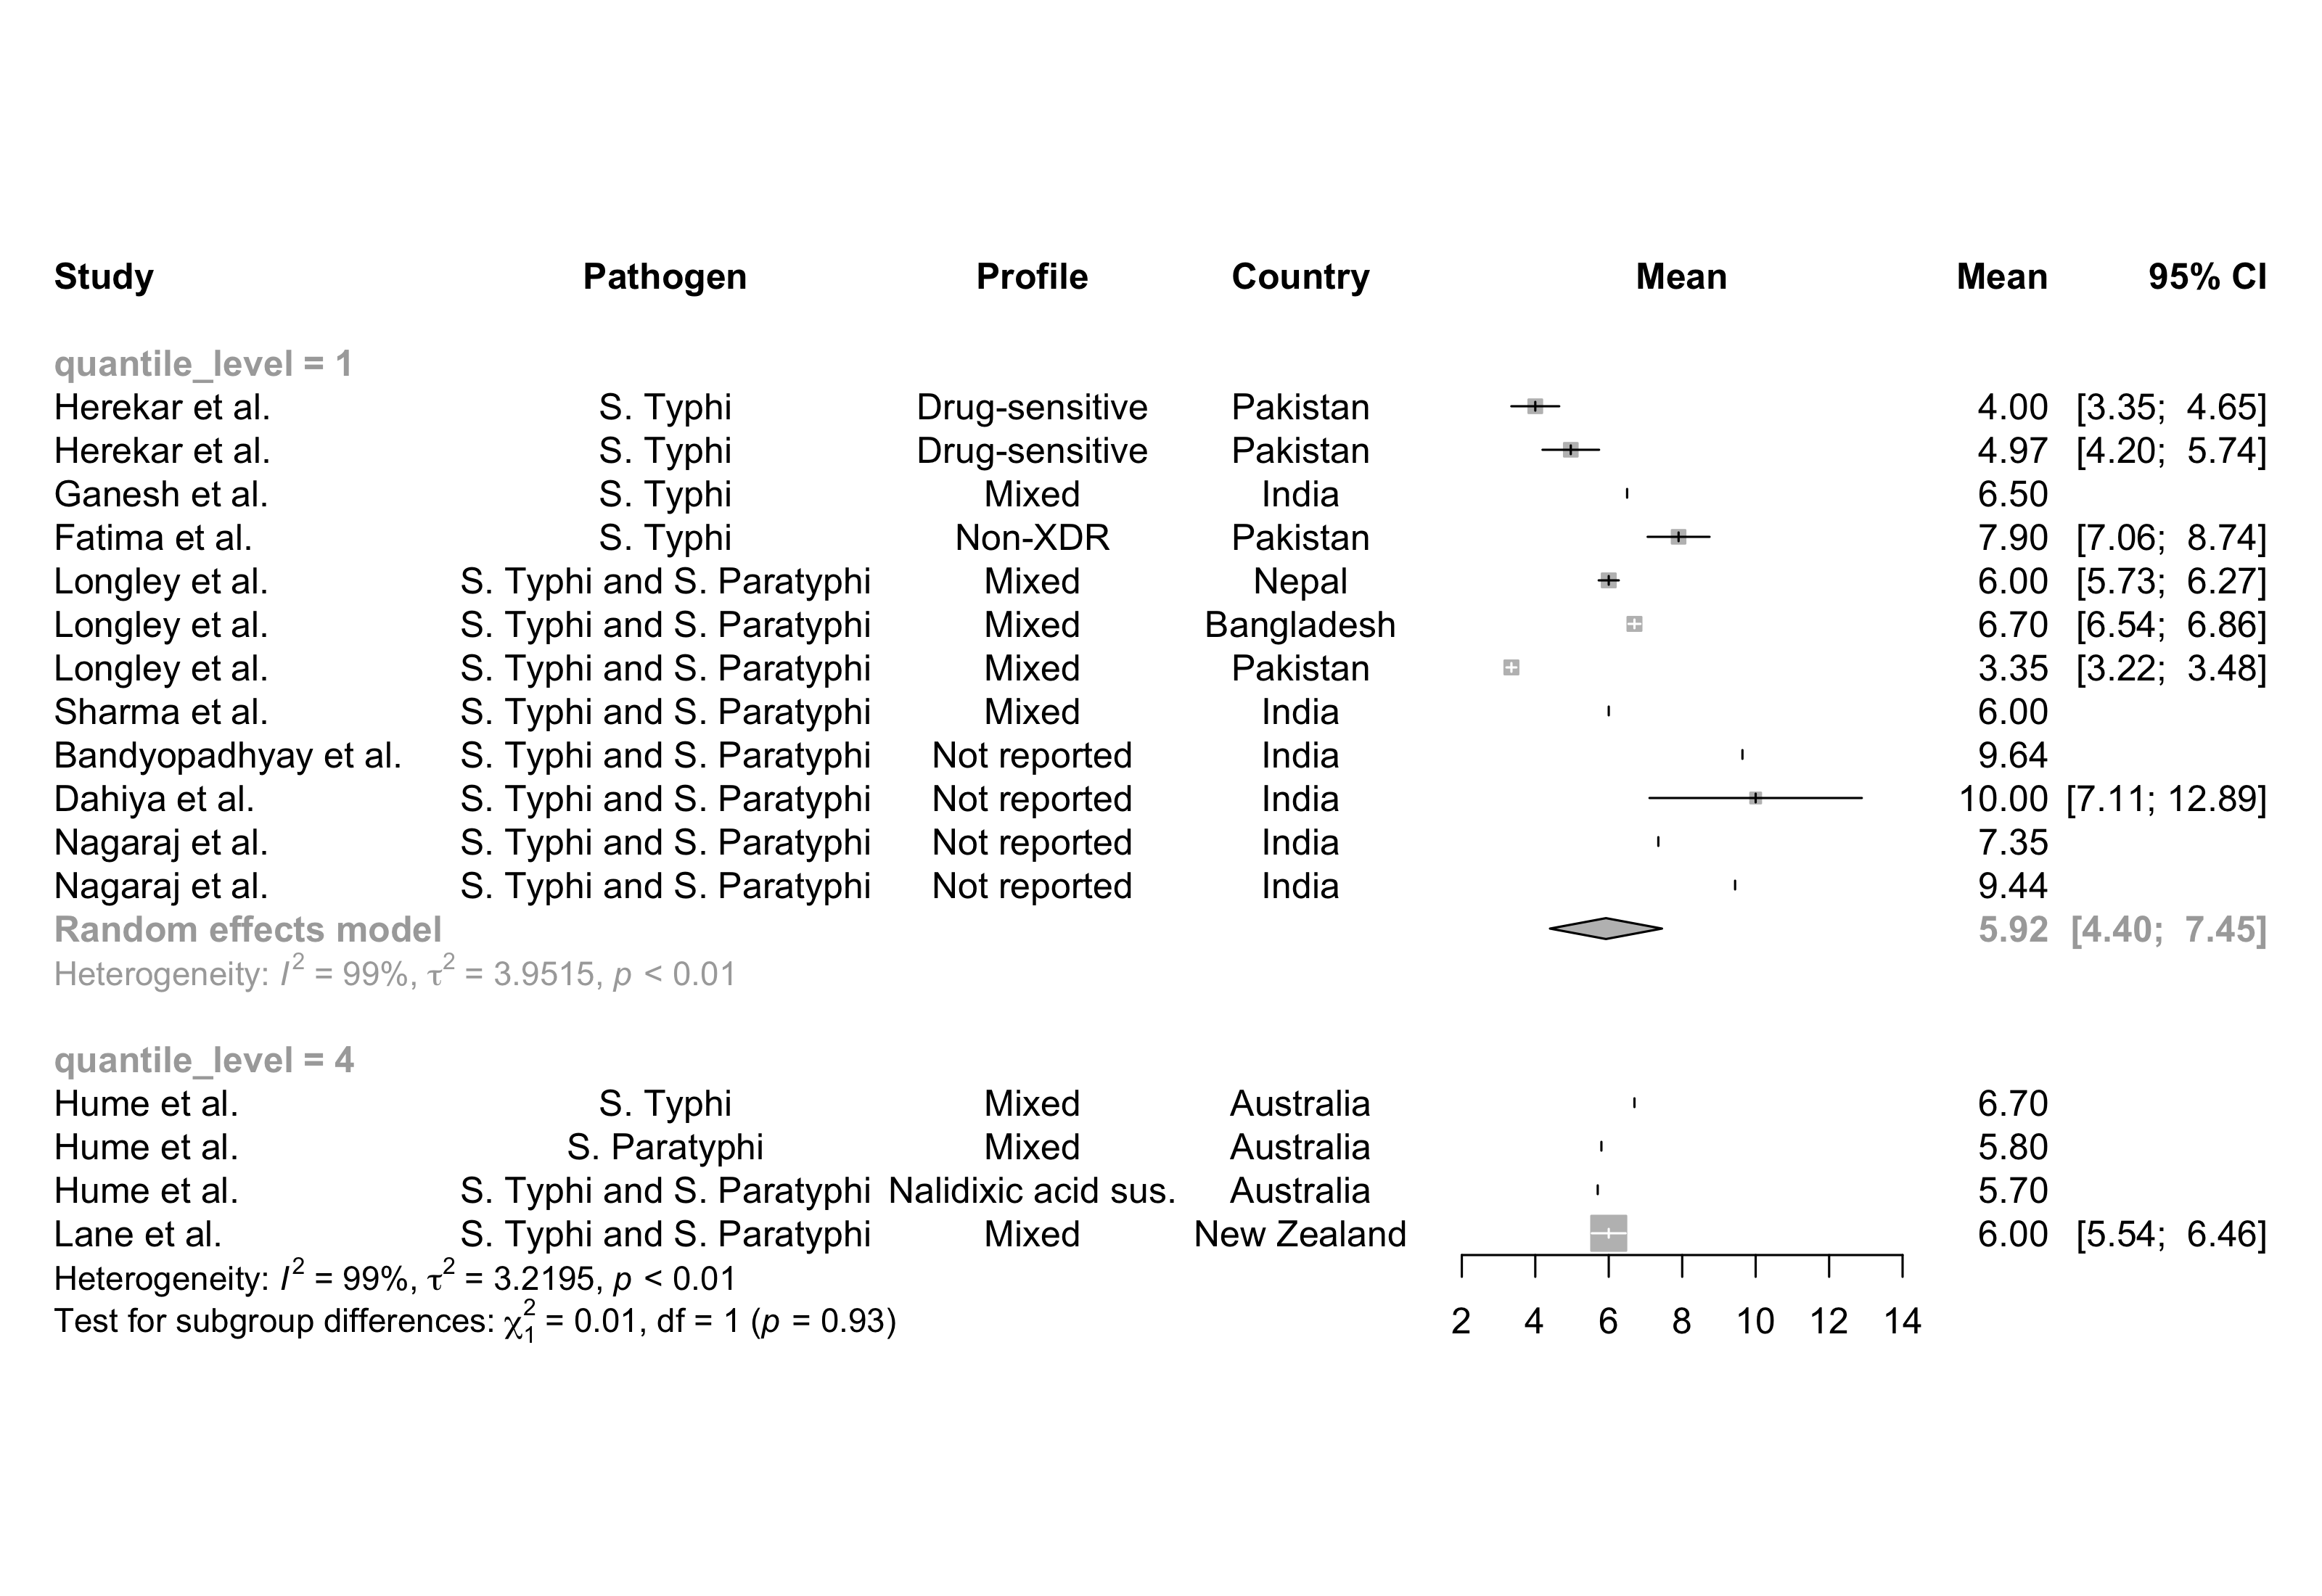 Study Pathogen Profile Country Mean Mean 95% CI
quantile_level = 1
Herekar et al. S. Typhi Drug-sensitive Pakistan 4.00 [3.35; 4.65]
Herekar et al. S. Typhi Drug-sensitive Pakistan 4.97 [4.20; 5.74]
Ganesh et al. S. Typhi Mixed India 6.50
Fatima et al. S. Typhi Non-XDR Pakistan 7.90 [7.06; 8.74]
Longley et al. S. Typhi and S. Paratyphi Mixed Nepal 6.00 [5.73; 6.27]
Longley et al. S. Typhi and S. Paratyphi Mixed Bangladesh 6.70 [6.54; 6.86]
Longley et al. S. Typhi and S. Paratyphi Mixed Pakistan 3.35 [3.22; 3.48]
Sharma et al. S. Typhi and S. Paratyphi Mixed India 6.00
Bandyopadhyay et al. S. Typhi and S. Paratyphi Not reported India 9.64
Dahiya et al. S. Typhi and S. Paratyphi Not reported India 10.00 [7.11; 12.89]
Nagaraj et al. S. Typhi and S. Paratyphi Not reported India 7.35
Nagaraj et al. S. Typhi and S. Paratyphi Not reported India 9.44
Random effects model 5.92 [4.40; 7.45]
Heterogeneity: I² = 99%, τ² = 3.9515, p < 0.01
quantile_level = 4
Hume et al. S. Typhi Mixed Australia 6.70
Hume et al. S. Paratyphi Mixed Australia 5.80
Hume et al. S. Typhi and S. Paratyphi Nalidixic acid sus. Australia 5.70
Lane et al. S. Typhi and S. Paratyphi Mixed New Zealand 6.00 [5.54; 6.46]
Heterogeneity: I² = 99%, τ² = 3.2195, p < 0.01
Test for subgroup differences: χ²₁ = 0.01, df = 1 (p = 0.93)
2 4 6 8 10 12 14